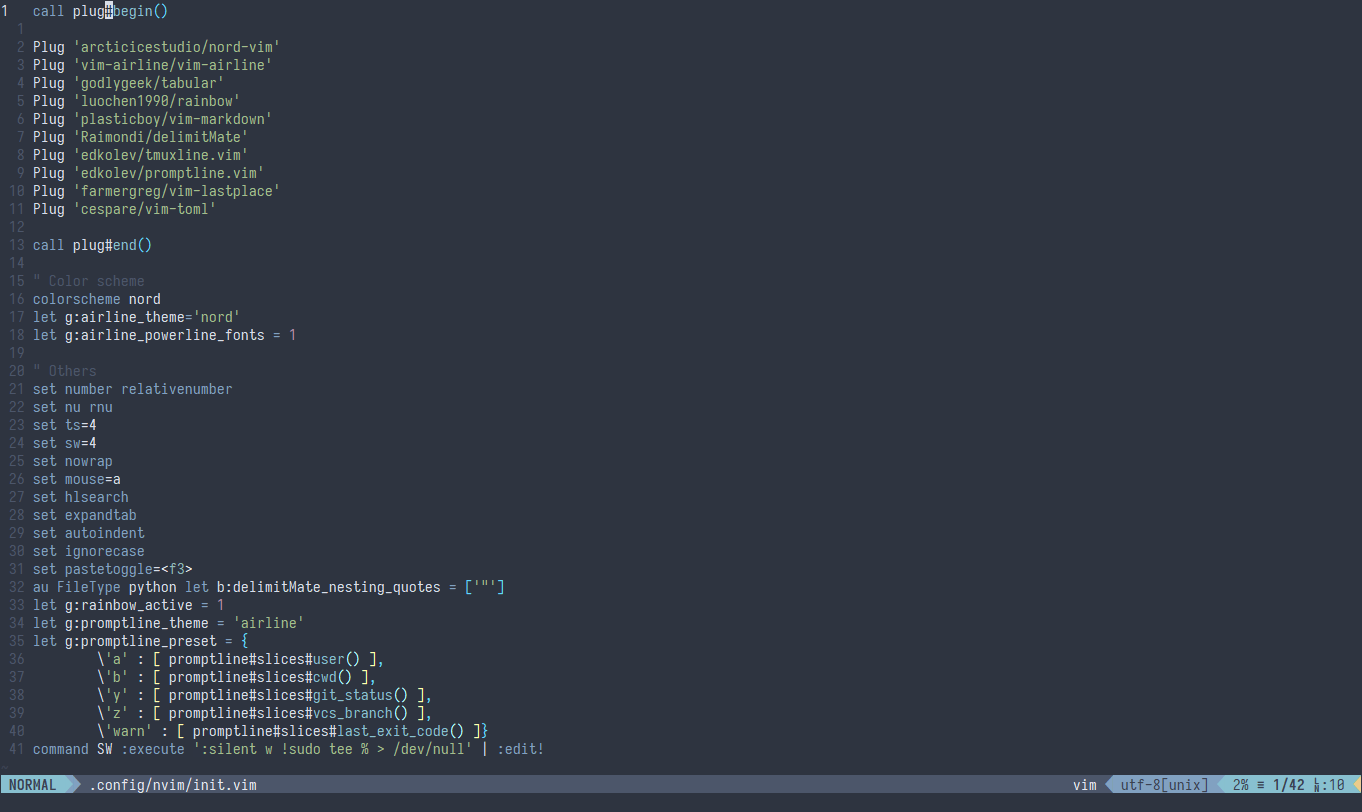 1   call plug#begin()
  1
  2 Plug 'arcticicestudio/nord-vim'
  3 Plug 'vim-airline/vim-airline'
  4 Plug 'godlygeek/tabular'
  5 Plug 'luochen1990/rainbow'
  6 Plug 'plasticboy/vim-markdown'
  7 Plug 'Raimondi/delimitMate'
  8 Plug 'edkolev/tmuxline.vim'
  9 Plug 'edkolev/promptline.vim'
 10 Plug 'farmergreg/vim-lastplace'
 11 Plug 'cespare/vim-toml'
 12
 13 call plug#end()
 14
 15 " Color scheme
 16 colorscheme nord
 17 let g:airline_theme='nord'
 18 let g:airline_powerline_fonts = 1
 19
 20 " Others
 21 set number relativenumber
 22 set nu rnu
 23 set ts=4
 24 set sw=4
 25 set nowrap
 26 set mouse=a
 27 set hlsearch
 28 set expandtab
 29 set autoindent
 30 set ignorecase
 31 set pastetoggle=<f3>
 32 au FileType python let b:delimitMate_nesting_quotes = ['"']
 33 let g:rainbow_active = 1
 34 let g:promptline_theme = 'airline'
 35 let g:promptline_preset = {
 36         \'a' : [ promptline#slices#user() ],
 37         \'b' : [ promptline#slices#cwd() ],
 38         \'y' : [ promptline#slices#git_status() ],
 39         \'z' : [ promptline#slices#vcs_branch() ],
 40         \'warn' : [ promptline#slices#last_exit_code() ]}
 41 command SW :execute ':silent w !sudo tee % > /dev/null' | :edit!
~
NORMAL .config/nvim/init.vim vim utf-8[unix] 2% ≡ 1/42 ␤:10